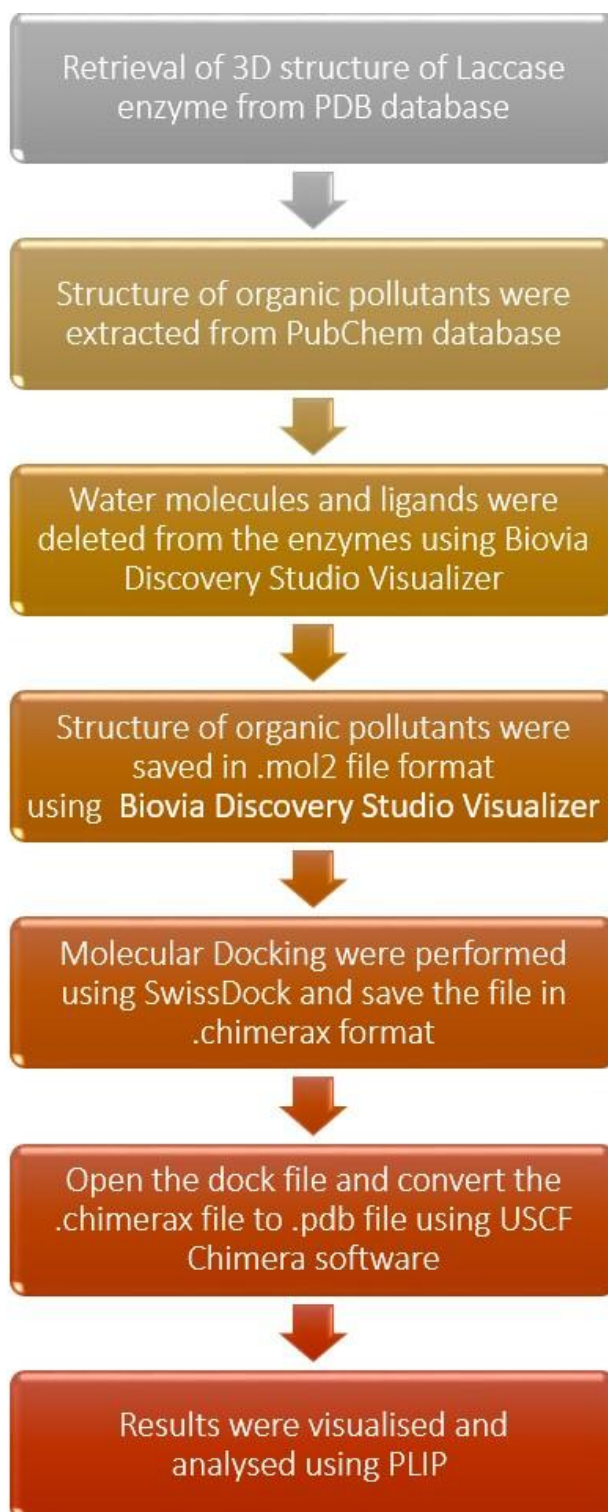 Retrieval of 3D structure of Laccase
enzyme from PDB database
Structure of organic pollutants were
extracted from PubChem database
Water molecules and ligands were
deleted from the enzymes using Biovia
Discovery Studio Visualizer
Structure of organic pollutants were
saved in .mol2 file format
using Biovia Discovery Studio Visualizer
Molecular Docking were performed
using SwissDock and save the file in
.chimerax format
Open the dock file and convert the
.chimerax file to .pdb file using USCF
Chimera software
Results were visualised and
analysed using PLIP